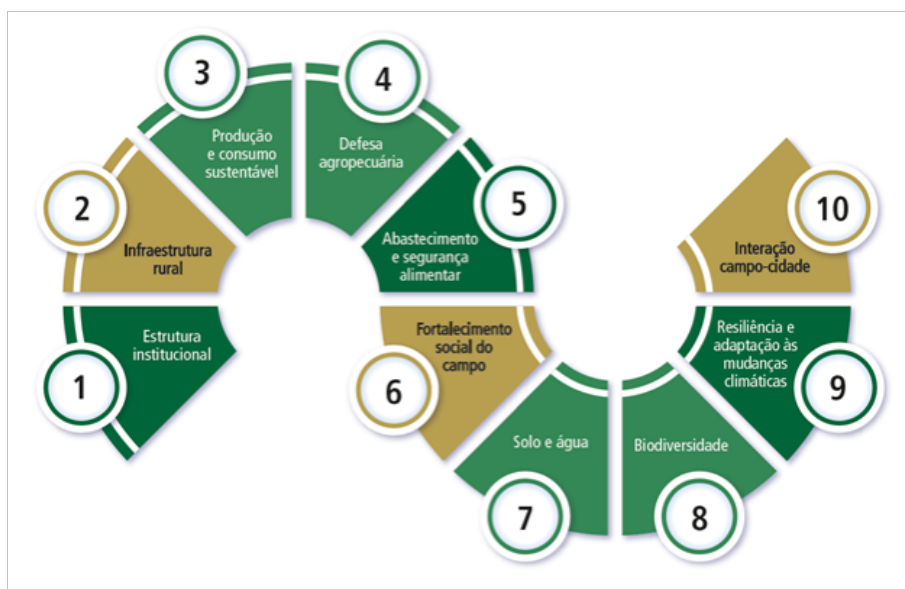 1
Estrutura
institucional
2
Infraestrutura
rural
3
Produção
e consumo
sustentável
4
Defesa
agropecuária
5
Abastecimento
e segurança
alimentar
6
Fortalecimento
social do
campo
7
Solo e água
8
Biodiversidade
9
Resiliência e
adaptação às
mudanças
climáticas
10
Interação
campo-cidade